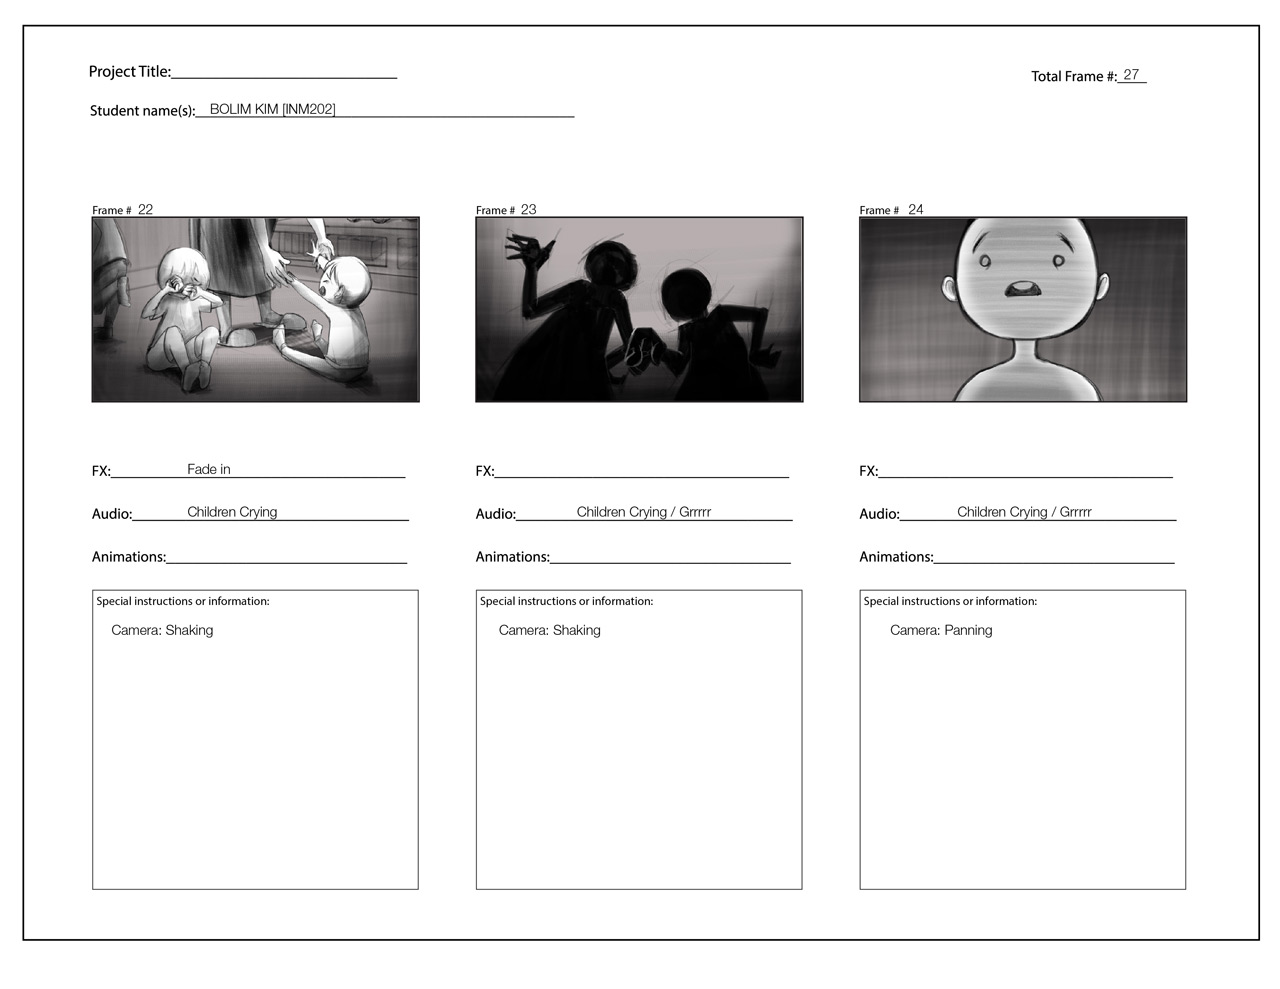 Project Title:
Total Frame #: 27
Student name(s): BOLIM KIM [INM202]
Frame # 22
Frame # 23
Frame # 24
FX: Fade in
FX:
FX:
Audio: Children Crying
Audio: Children Crying / Grrrrr
Audio: Children Crying / Grrrrr
Animations:
Animations:
Animations:
Special instructions or information:
Camera: Shaking
Special instructions or information:
Camera: Shaking
Special instructions or information:
Camera: Panning